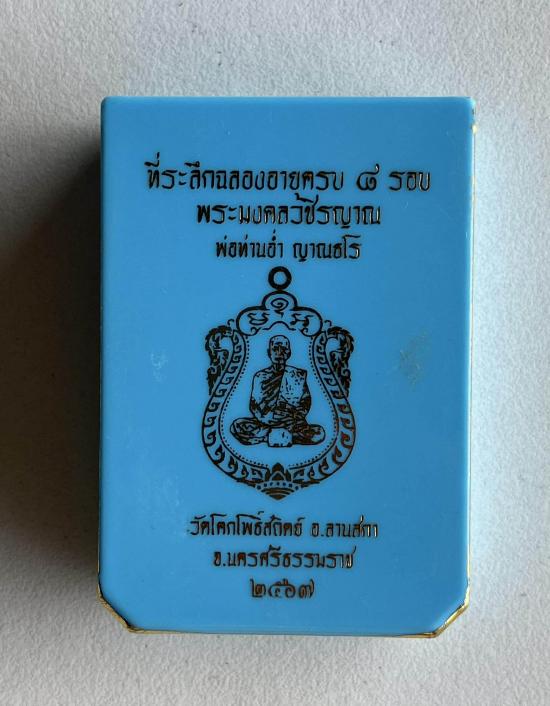 ที่ระลึกฉลองอายุครบ ๘ รอบ
พระมงคลวัชรญาณ
พ่อท่านอ่ำ ญาณธโร
วัดโคกโพธิ์สถิตย์ อ.ลานสกา
จ.นครศรีธรรมราช
๒๕๖๗